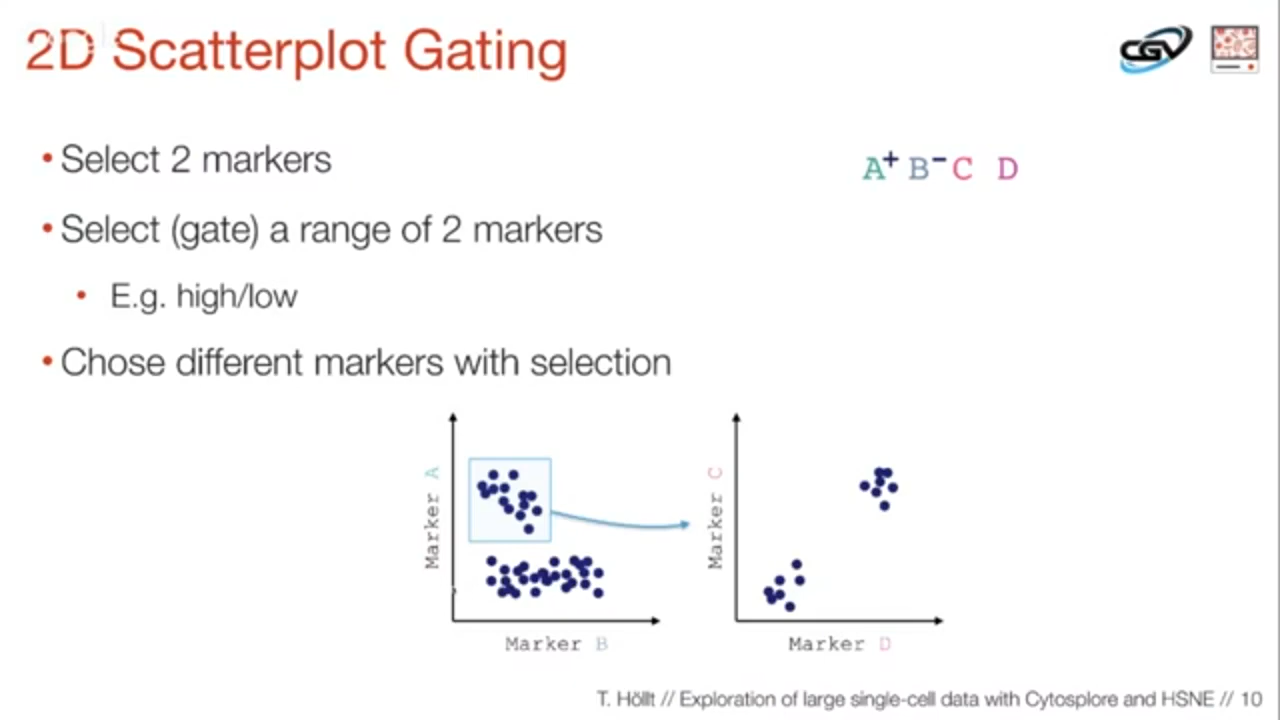 2D Scatterplot Gating
CGV
• Select 2 markers
A⁺ B⁻ C D
• Select (gate) a range of 2 markers
• E.g. high/low
• Chose different markers with selection
Marker A
Marker B
Marker C
Marker D
T. Höllt // Exploration of large single-cell data with Cytosplore and HSNE // 10